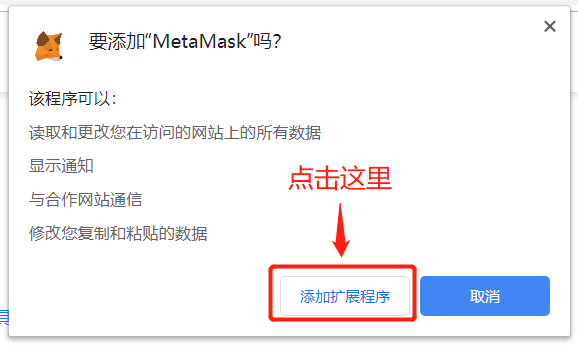 要添加“MetaMask”吗？
该程序可以：
读取和更改您在访问的网站上的所有数据
显示通知
与合作网站通信
修改您复制和粘贴的数据
点击这里
添加扩展程序
取消